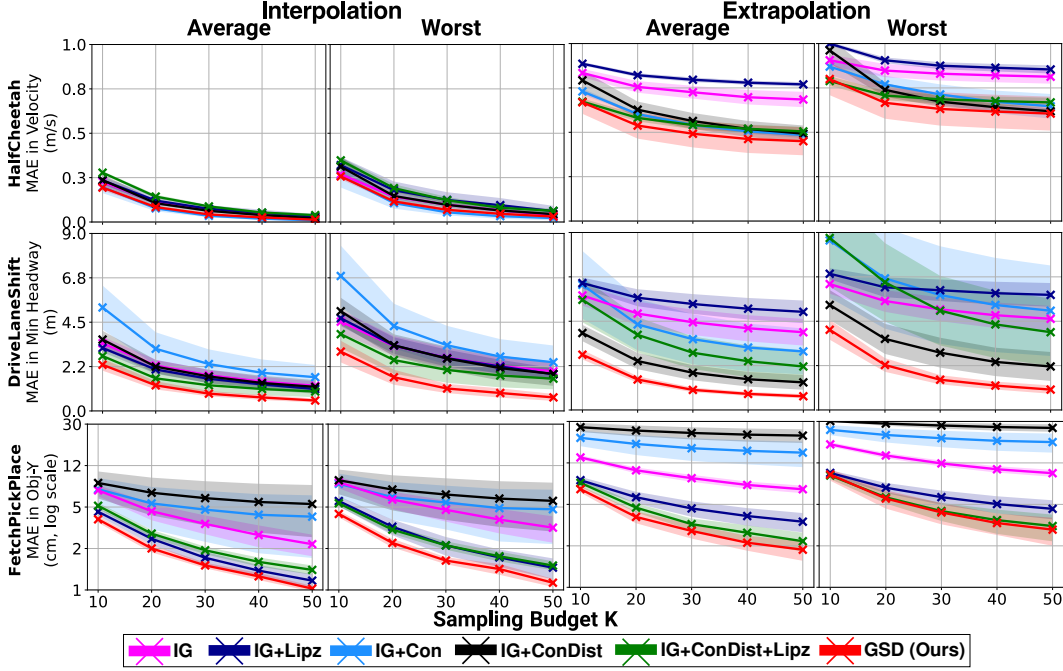 Interpolation
Extrapolation
Average
Worst
Average
Worst
HalfCheetah
MAE in Velocity
(m/s)
1.0
0.8
0.5
0.3
0.0
DriveLaneShift
MAE in Min Headway
(m)
9.0
6.8
4.5
2.2
0.0
FetchPickPlace
MAE in Obj-Y
(cm, log scale)
30
12
5
2
1
10 20 30 40 50
10 20 30 40 50
10 20 30 40 50
10 20 30 40 50
Sampling Budget K
IG IG+Lipz IG+Con IG+ConDist IG+ConDist+Lipz GSD (Ours)